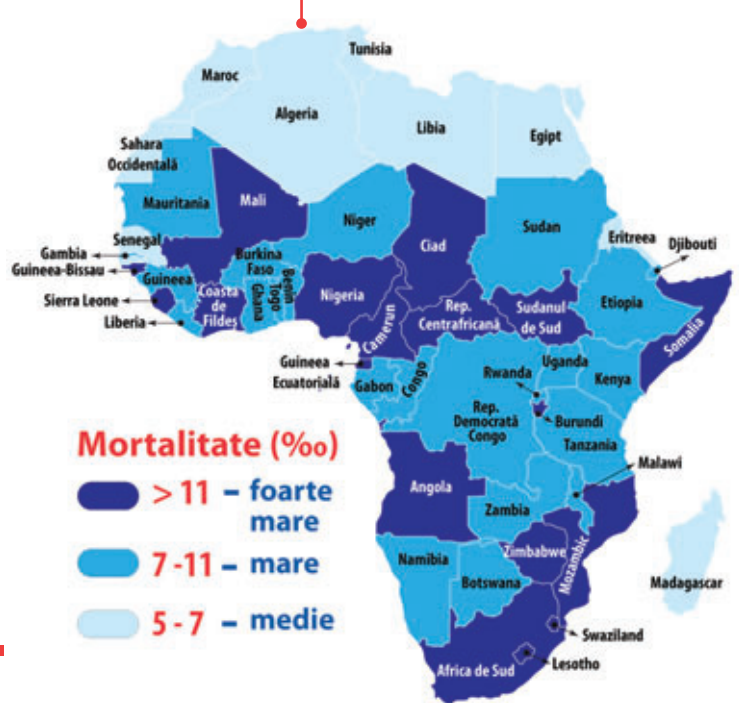 Tunisia
Maroc
Algeria
Libia
Egipt
Sahara
Occidentală
Mauritania
Mali
Niger
Ciad
Sudan
Eritreea
Djibouti
Senegal
Gambia
Guineea-Bissau
Guineea
Sierra Leone
Liberia
Coasta
de
Fildeș
Burkina
Faso
Ghana
Togo
Benin
Nigeria
Camerun
Rep.
Centrafricană
Sudanul
de Sud
Etiopia
Somalia
Guineea
Ecuatorială
Gabon
Congo
Rep.
Democrată
Congo
Rwanda
Uganda
Kenya
Burundi
Tanzania
Malawi
Angola
Zambia
Zimbabwe
Mozambic
Namibia
Botswana
Madagascar
Swaziland
Lesotho
Africa de Sud
Mortalitate (‰)
> 11 – foarte
mare
7 -11 – mare
5 - 7 – medie